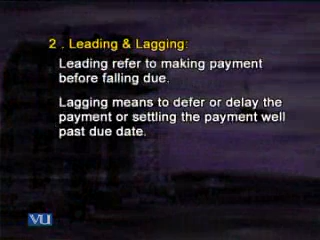 2 . Leading & Lagging:
Leading refer to making payment
before falling due.
Lagging means to defer or delay the
payment or settling the payment well
past due date.
VU